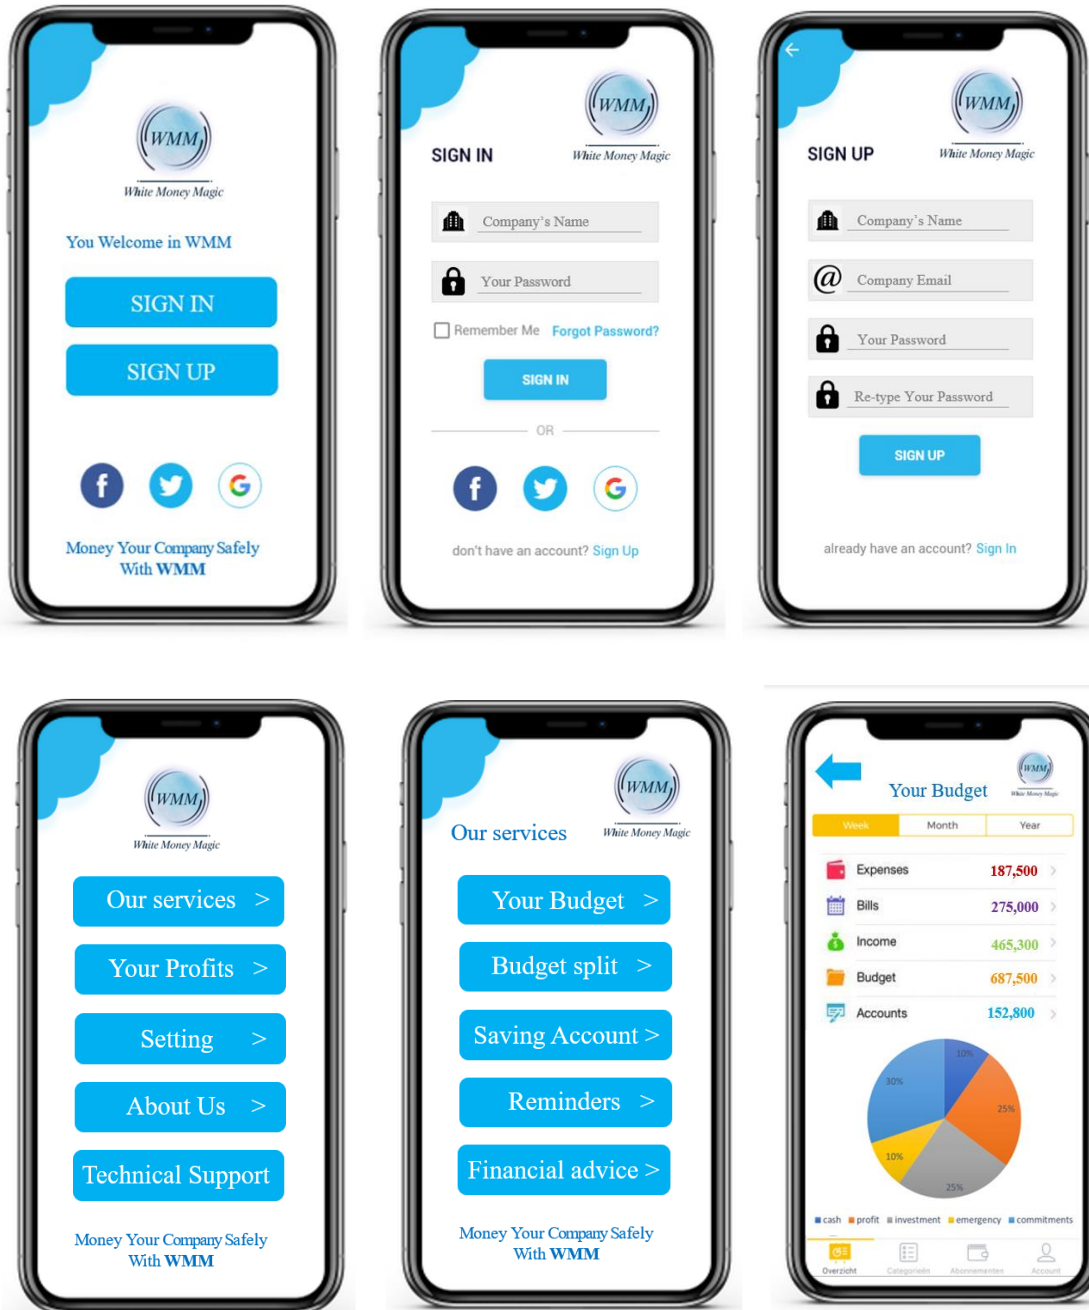 WMM
White Money Magic
You Welcome in WMM
SIGN IN
SIGN UP
f
G
Money Your Company Safely
With WMM
WMM
White Money Magic
SIGN IN
Company's Name
Your Password
Remember Me Forgot Password?
SIGN IN
OR
f
G
don't have an account? Sign Up
WMM
White Money Magic
SIGN UP
Company's Name
@ Company Email
Your Password
Re-type Your Password
SIGN UP
already have an account? Sign In
WMM
White Money Magic
Our services >
Your Profits >
Setting >
About Us >
Technical Support
Money Your Company Safely
With WMM
WMM
White Money Magic
Our services
Your Budget >
Budget split >
Saving Account >
Reminders >
Financial advice >
Money Your Company Safely
With WMM
WMM
White Money Magic
Your Budget
Week Month Year
Expenses 187,500 >
Bills 275,000 >
Income 465,300 >
Budget 687,500 >
Accounts 152,800 >
10%
30%
25%
10%
25%
cash profit investment emergency commitments
Overzicht Categorieën Abonnementen Account